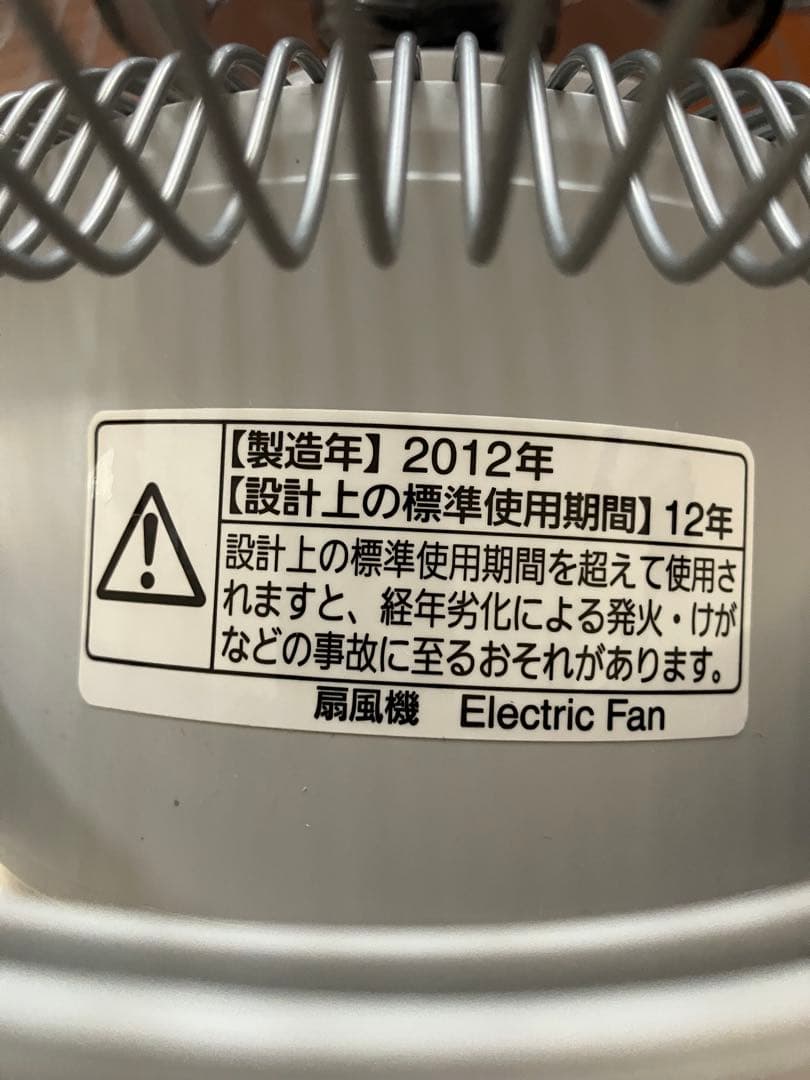 【製造年】 2012年
【設計上の標準使用期間】12年
設計上の標準使用期間を超えて使用さ
れますと、経年劣化による発火・けが
などの事故に至るおそれがあります。
扇風機 Electric Fan